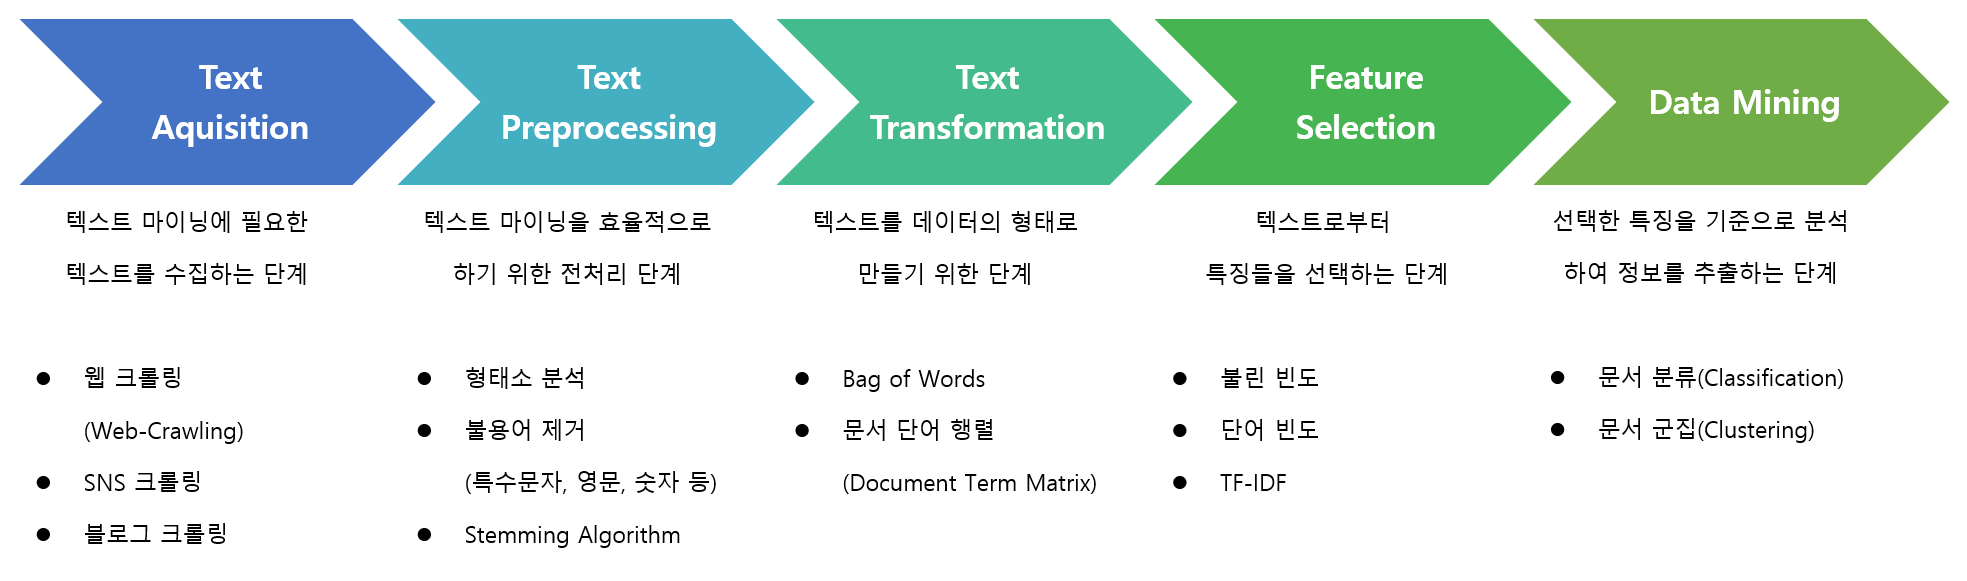 Text
Aquisition
텍스트 마이닝에 필요한
텍스트를 수집하는 단계
● 웹 크롤링
(Web-Crawling)
● SNS 크롤링
● 블로그 크롤링
Text
Preprocessing
텍스트 마이닝을 효율적으로
하기 위한 전처리 단계
● 형태소 분석
● 불용어 제거
(특수문자, 영문, 숫자 등)
● Stemming Algorithm
Text
Transformation
텍스트를 데이터의 형태로
만들기 위한 단계
● Bag of Words
● 문서 단어 행렬
(Document Term Matrix)
Feature
Selection
텍스트로부터
특징들을 선택하는 단계
● 불린 빈도
● 단어 빈도
● TF-IDF
Data Mining
선택한 특징을 기준으로 분석
하여 정보를 추출하는 단계
● 문서 분류(Classification)
● 문서 군집(Clustering)